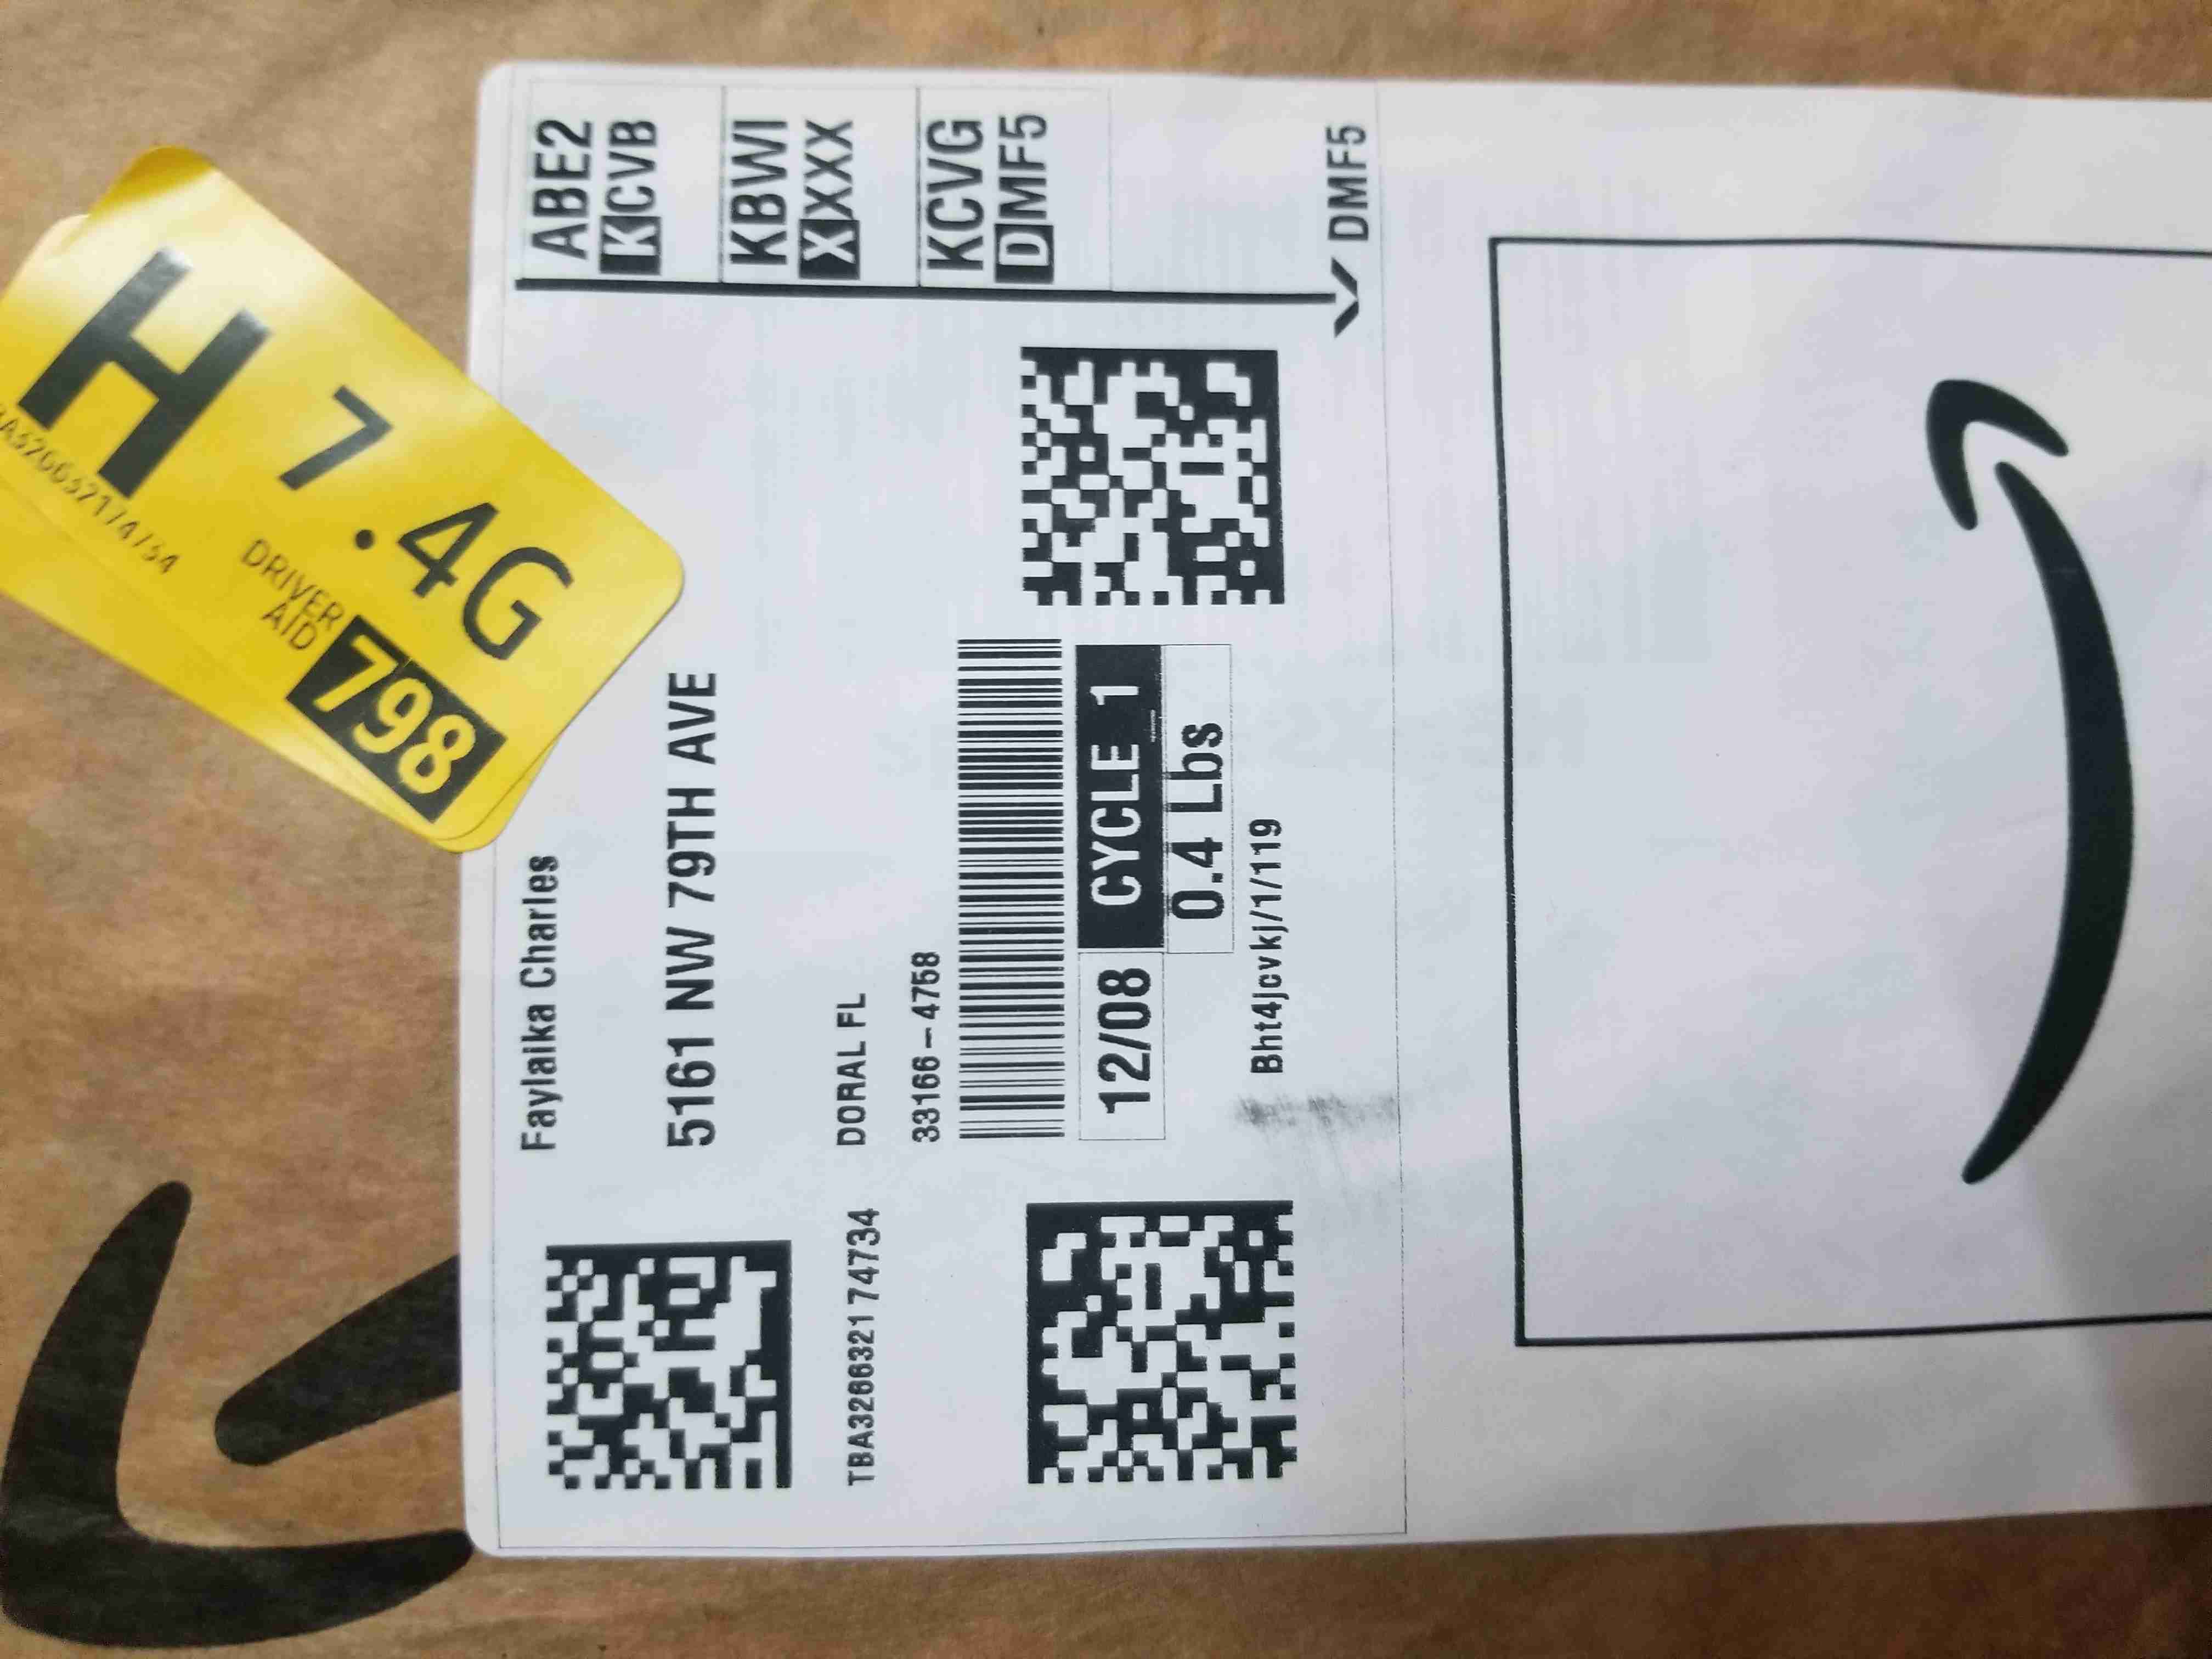 Faylaika Charles
5161 NW 79TH AVE
DORAL FL
33166-4758
TBA326632174734
12/08
CYCLE 1
0.4 Lbs
Bht4Jcvkj/1/119
ABE2
KCVB
KBWI
XXXX
KCVG
DMF5
DMF5
H
7.4G
DRIVER
AID
798